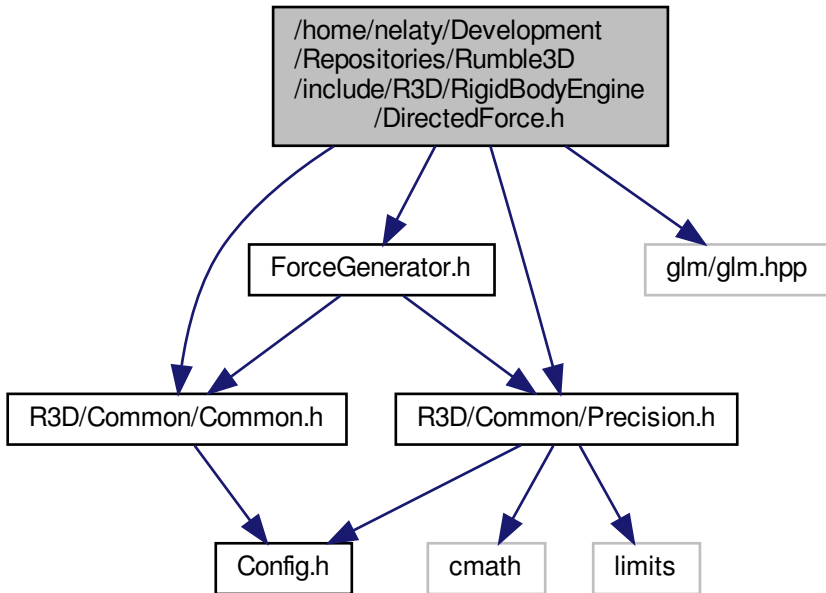 /home/nelaty/Development
/Repositories/Rumble3D
/include/R3D/RigidBodyEngine
/DirectedForce.h
ForceGenerator.h
glm/glm.hpp
R3D/Common/Common.h
R3D/Common/Precision.h
Config.h
cmath
limits